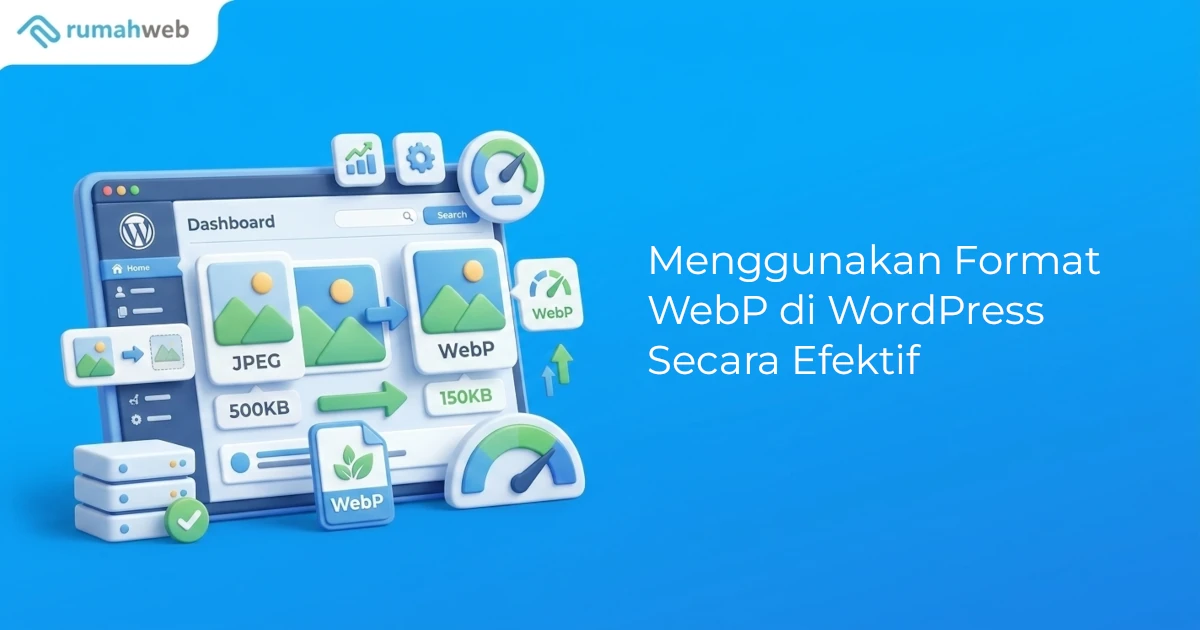 rumahweb
Dashboard
Search
Home
JPEG
WebP
WebP
500KB
150KB
WebP
Menggunakan Format
WebP di WordPress
Secara Efektif